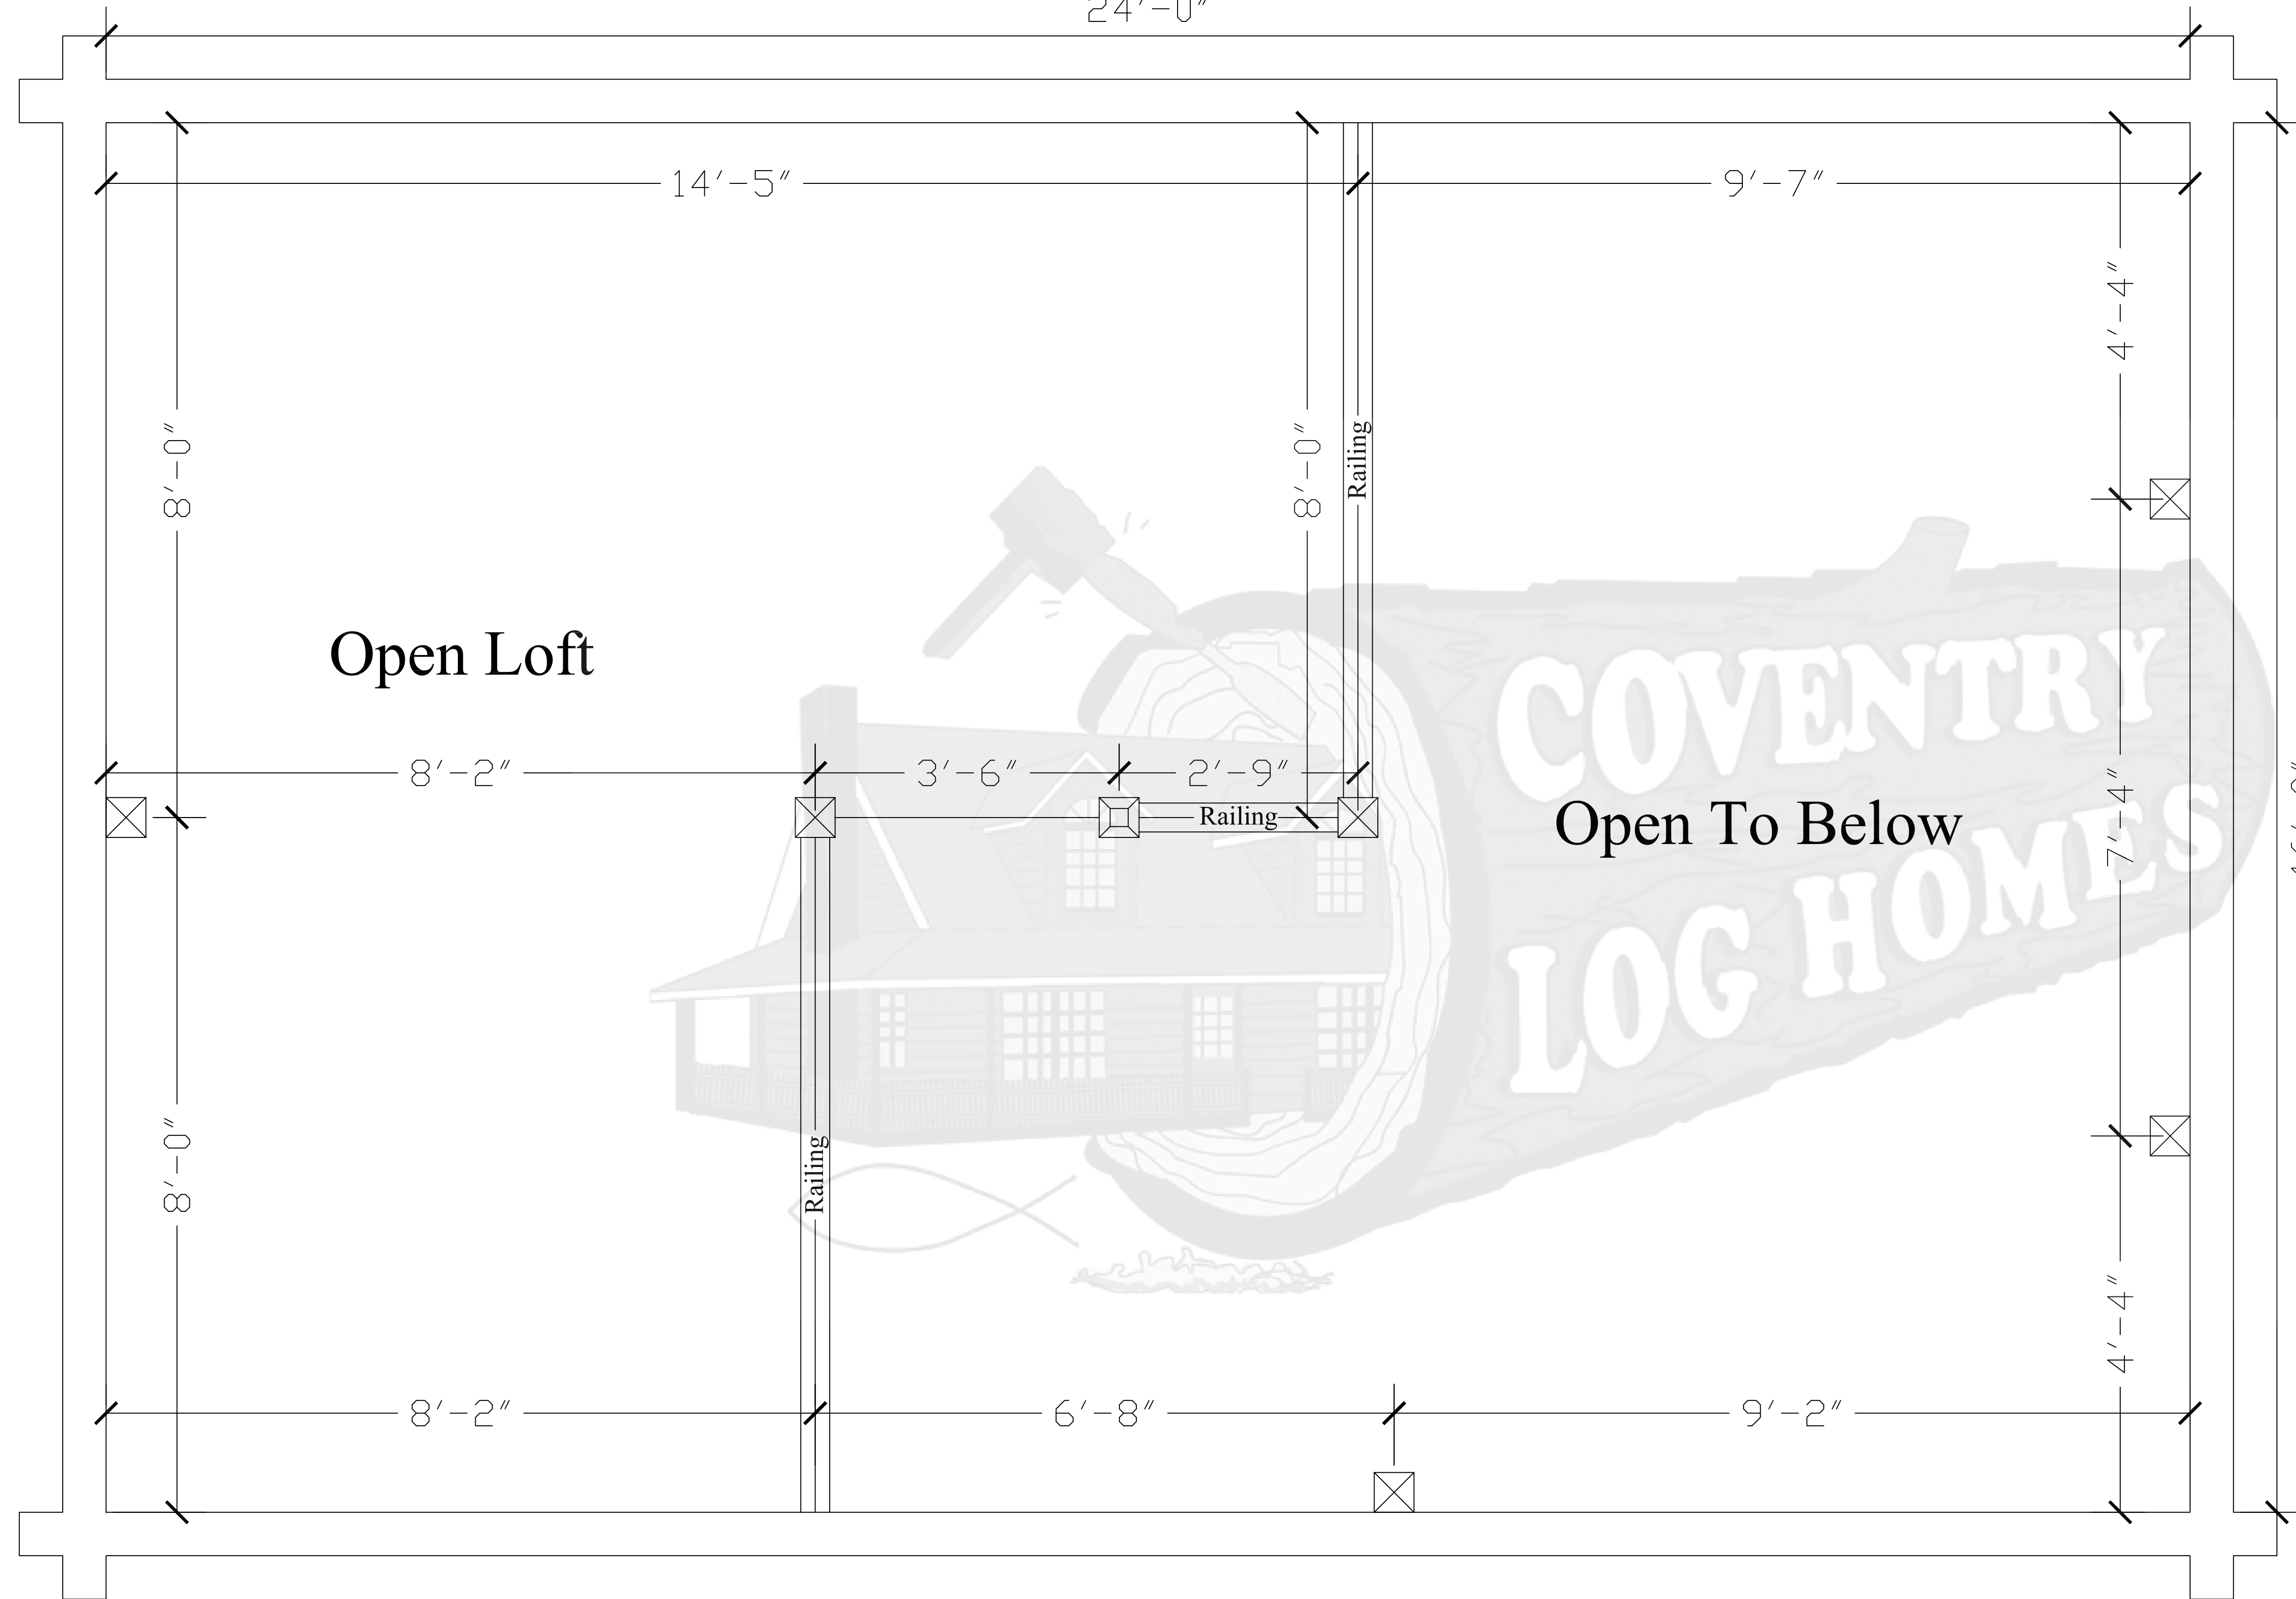 24'-0"
14'-5"
9'-7"
4'-4"
8'-0"
8'-0"
Railing
Open Loft
8'-2"
3'-6"
2'-9"
Railing
Open To Below
7'-4"
COVENTRY
LOG HOMES
8'-0"
Railing
4'-4"
8'-2"
6'-8"
9'-2"